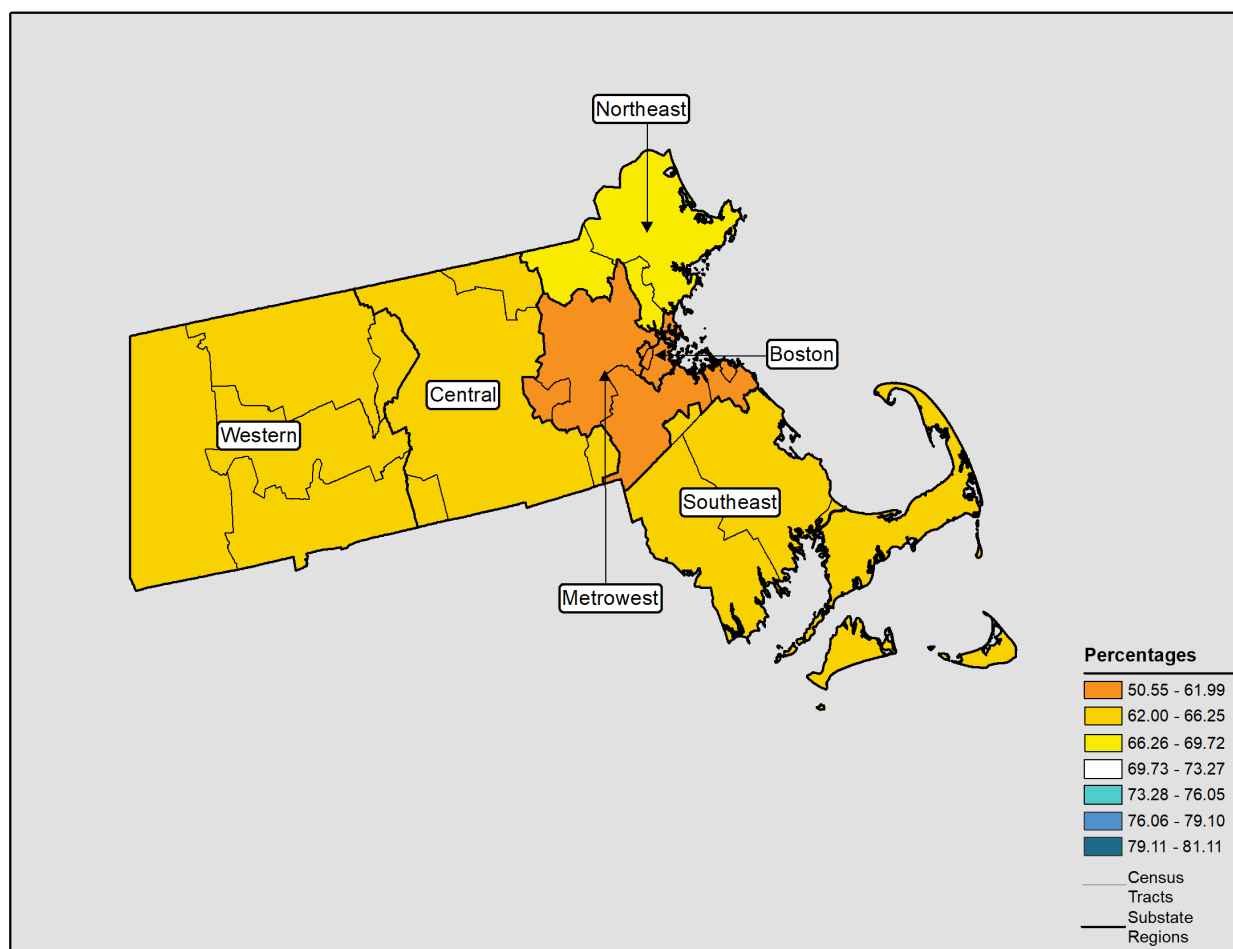 Northeast
Boston
Central
Western
Southeast
Metrowest
Percentages
50.55 - 61.99
62.00 - 66.25
66.26 - 69.72
69.73 - 73.27
73.28 - 76.05
76.06 - 79.10
79.11 - 81.11
Census
Tracts
Substate
Regions